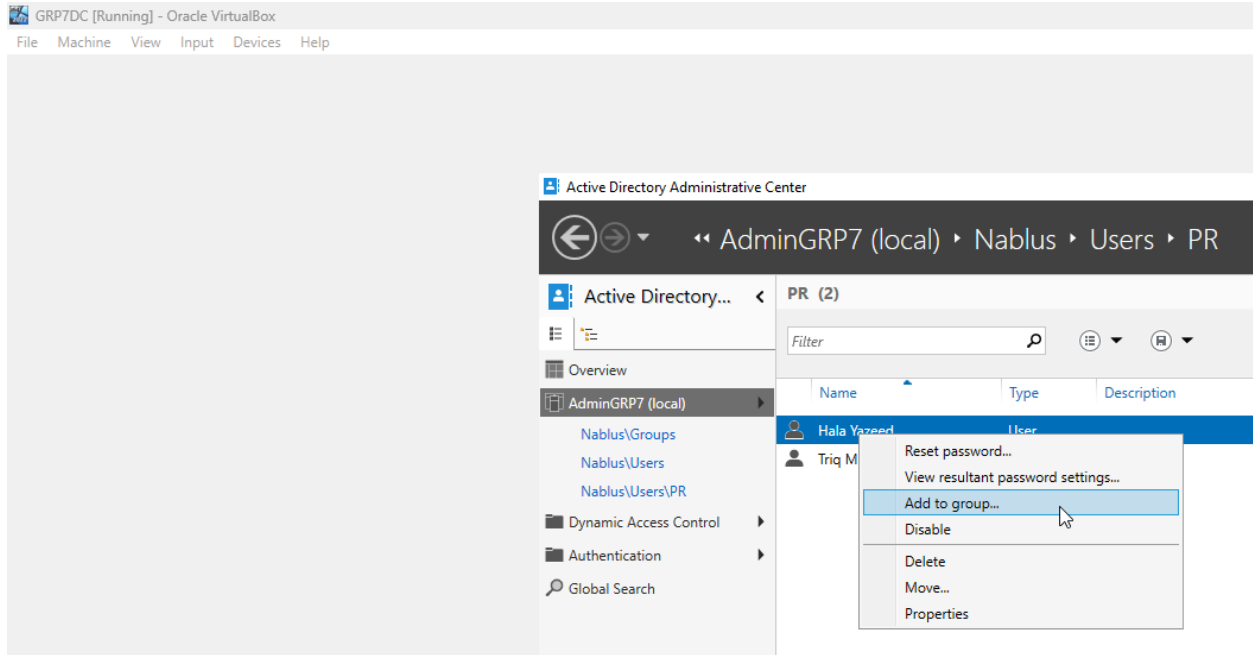 GRP7DC [Running] - Oracle VirtualBox
File Machine View Input Devices Help
Active Directory Administrative Center
AdminGRP7 (local) Nablus Users PR
Active Directory...
PR (2)
Filter
Overview
Name Type Description
AdminGRP7 (local)
Hala Yazeed User
Nablus\Groups
Nablus\Users
Nablus\Users\PR
Triq M
Reset password...
View resultant password settings...
Add to group...
Disable
Delete
Move...
Properties
Dynamic Access Control
Authentication
Global Search